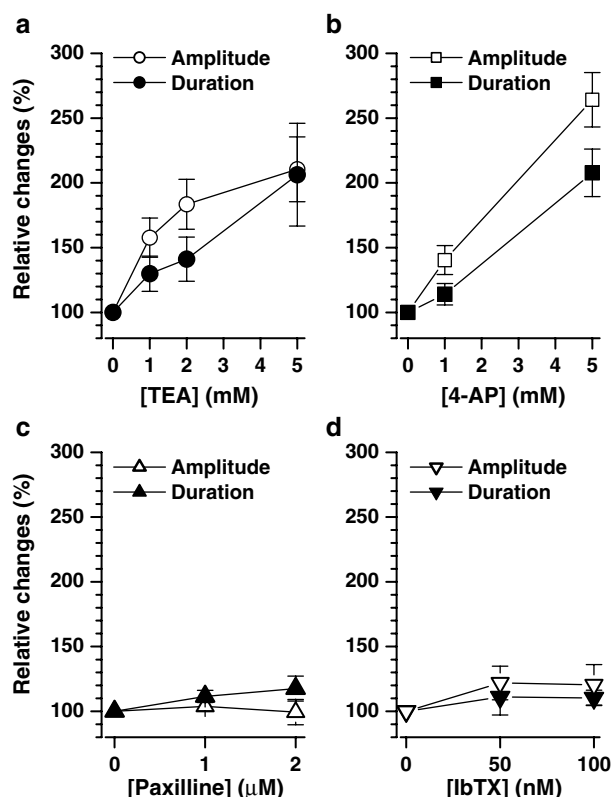 a
300
250
200
150
100
Relative changes (%)
Amplitude
Duration
0 1 2 3 4 5
[TEA] (mM)
b
300
250
200
150
100
Amplitude
Duration
0 1 2 3 4 5
[4-AP] (mM)
c
300
250
200
150
100
Relative changes (%)
Amplitude
Duration
0 1 2
[Paxilline] (μM)
d
300
250
200
150
100
Amplitude
Duration
0 50 100
[IbTX] (nM)